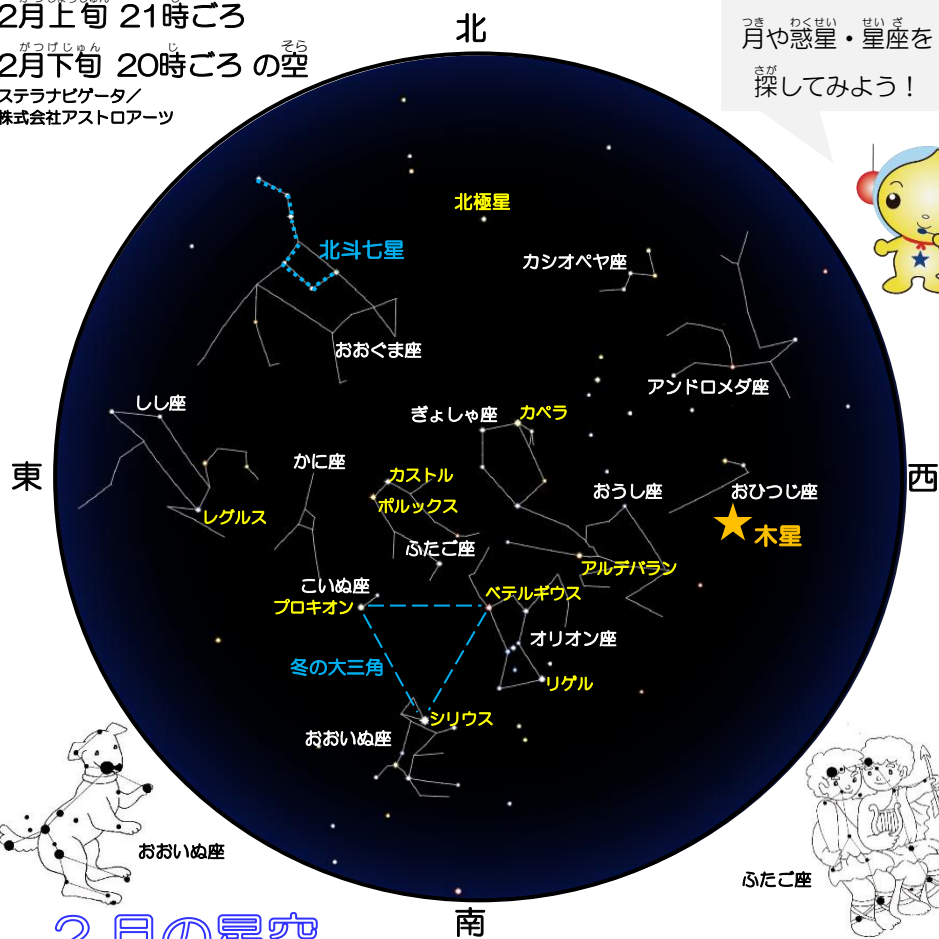 2月上旬 21時ごろ
2月下旬 20時ごろ の空
ステラナビゲータ／
株式会社アストロアーツ
北
月や惑星・星座を
探してみよう！
北極星
北斗七星
カシオペヤ座
おおぐま座
アンドロメダ座
しし座
ぎょしゃ座
カペラ
東
かに座
カストル
ポルックス
おうし座
おひつじ座
西
レグルス
木星
ふたご座
アルデバラン
こいぬ座
プロキオン
ベテルギウス
オリオン座
冬の大三角
リゲル
シリウス
おおいぬ座
おおいぬ座
ふたご座
南
2月の星空